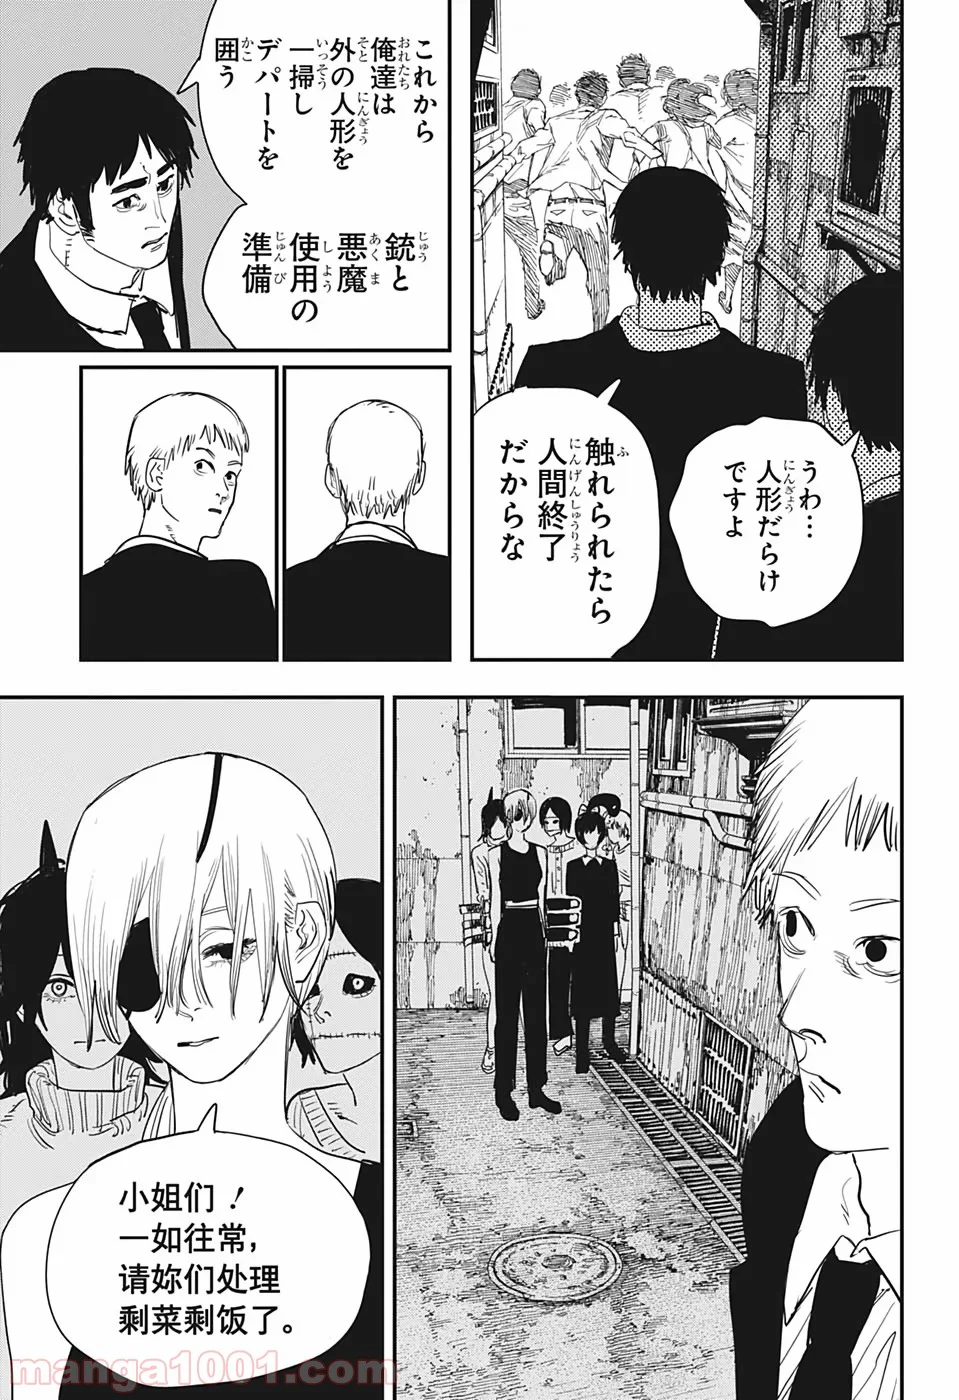 うわ…
人形だらけ
ですよ
触れられたら
人間終了
だからな
これから
俺達は
外の人形を
一掃し
デパートを
囲う
銃と
悪魔
使用の
準備
小姐们！
一如往常，
请妳们处理
剩菜剩饭了。
manga1001.com